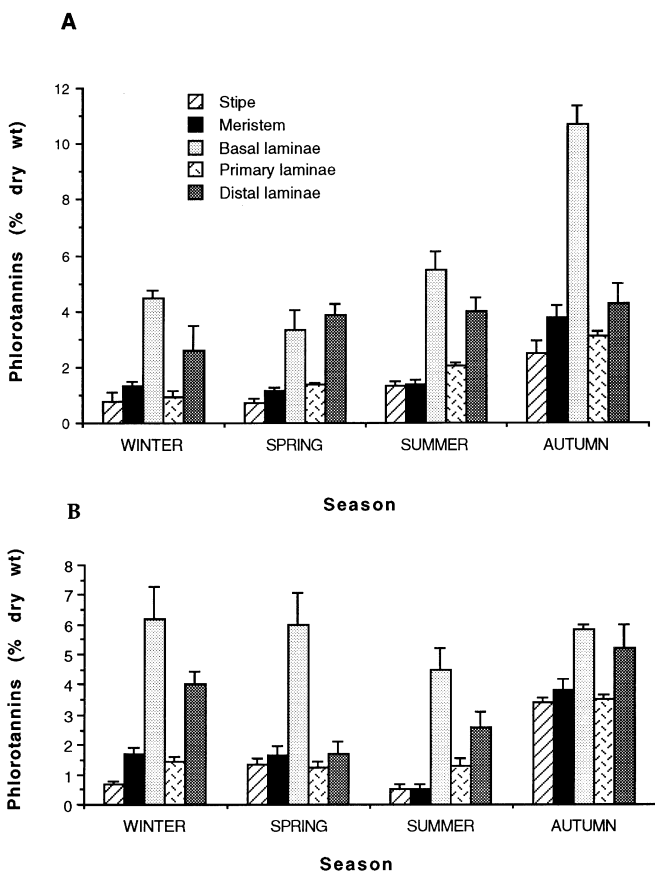 A
Phlorotannins (% dry wt)
12
10
8
6
4
2
0
Stipe
Meristem
Basal laminae
Primary laminae
Distal laminae
WINTER SPRING SUMMER AUTUMN
Season
B
Phlorotannins (% dry wt)
8
7
6
5
4
3
2
1
0
WINTER SPRING SUMMER AUTUMN
Season